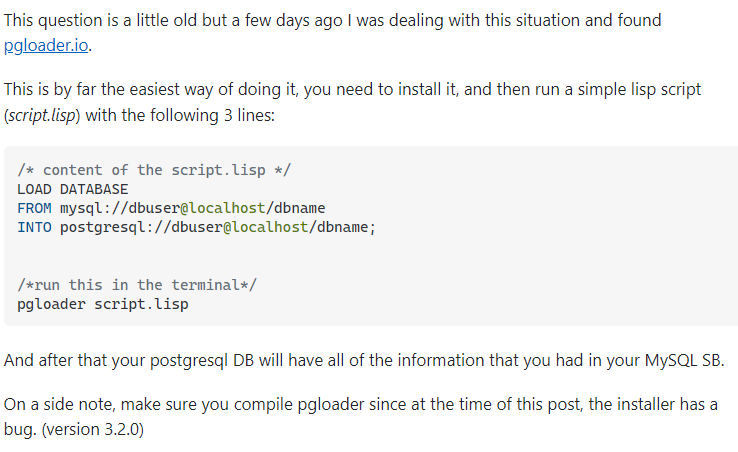 This question is a little old but a few days ago I was dealing with this situation and found
pgloader.io.
This is by far the easiest way of doing it, you need to install it, and then run a simple lisp script
(script.lisp) with the following 3 lines:
/* content of the script.lisp */
LOAD DATABASE
FROM mysql://dbuser@localhost/dbname
INTO postgresql://dbuser@localhost/dbname;
/*run this in the terminal*/
pgloader script.lisp
And after that your postgresql DB will have all of the information that you had in your MySQL SB.
On a side note, make sure you compile pgloader since at the time of this post, the installer has a
bug. (version 3.2.0)